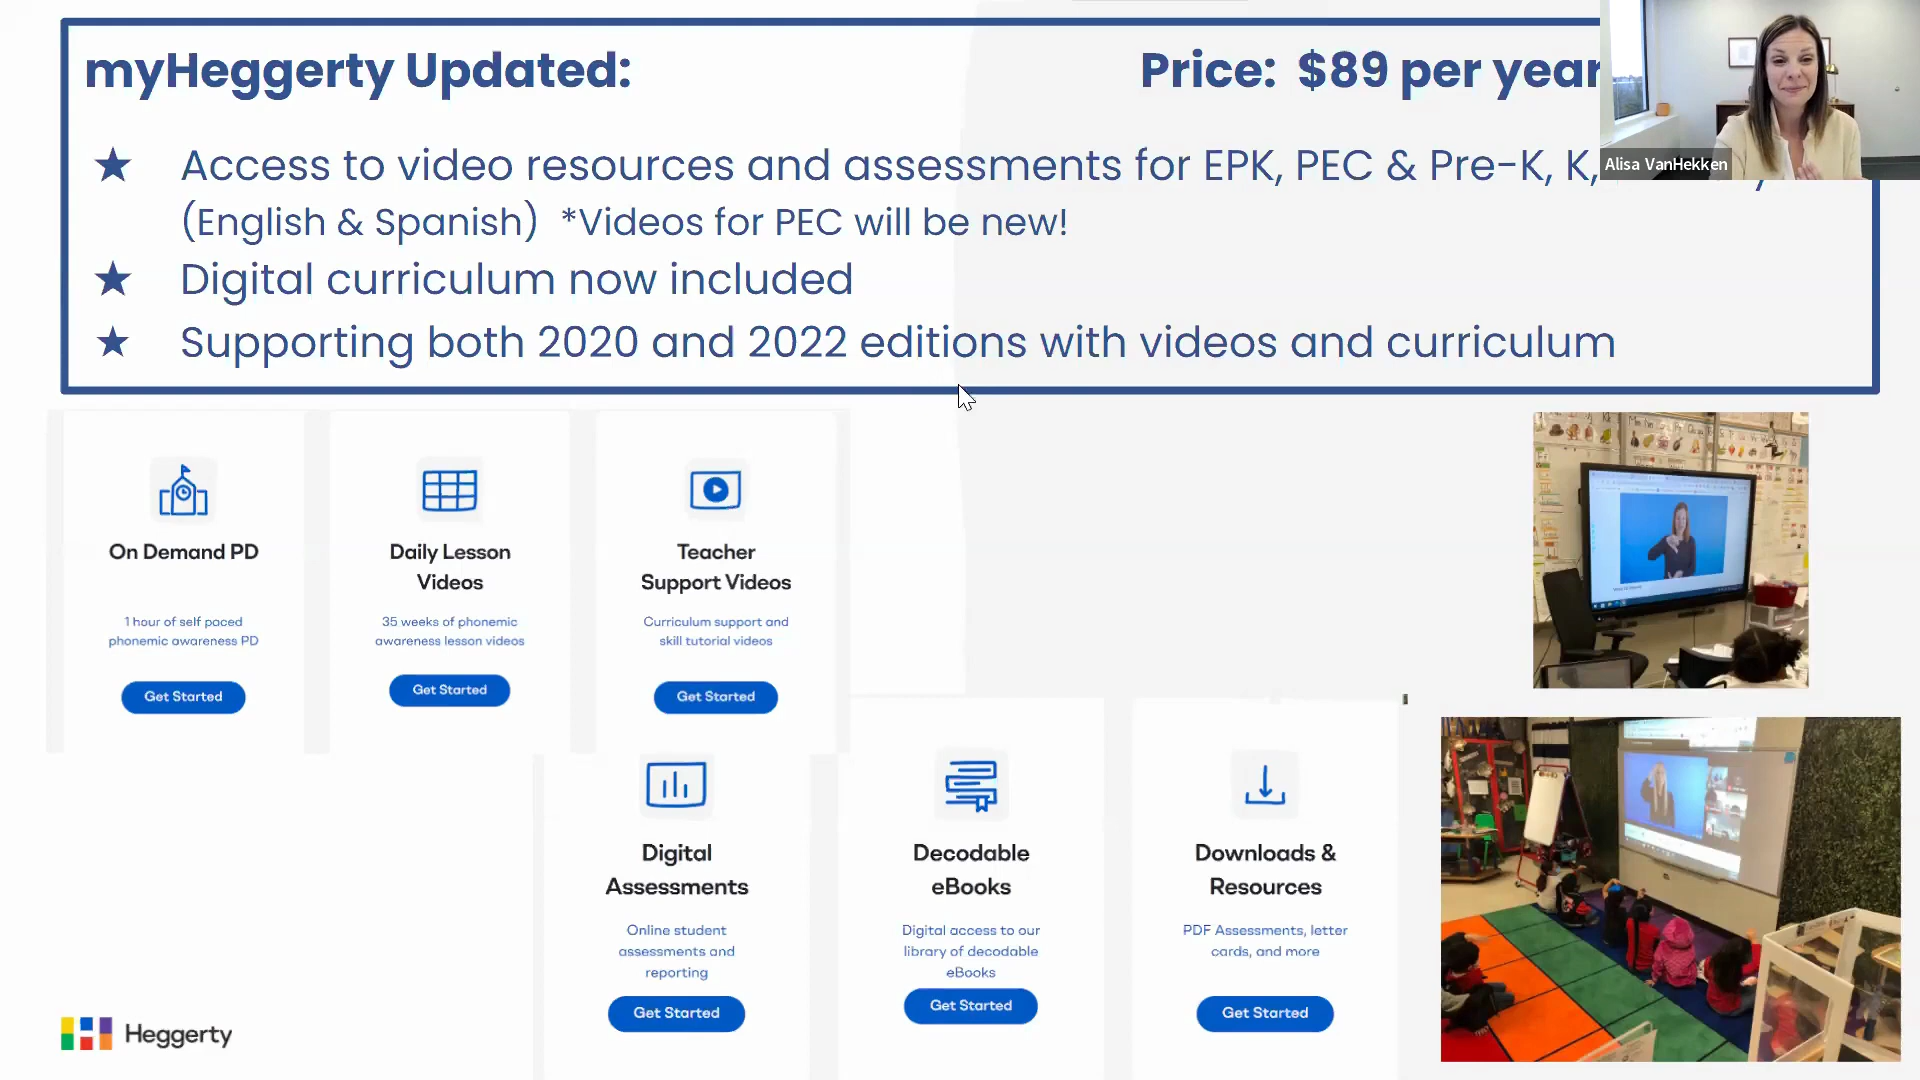 myHeggerty Updated:
Price: $89 per year
Alisa VanHekken
★ Access to video resources and assessments for EPK, PEC & Pre-K, K,
(English & Spanish) *Videos for PEC will be new!
★ Digital curriculum now included
★ Supporting both 2020 and 2022 editions with videos and curriculum
On Demand PD
1 hour of self paced
phonemic awareness PD
Get Started
Daily Lesson
Videos
35 weeks of phonemic
awareness lesson videos
Get Started
Teacher
Support Videos
Curriculum support and
skill tutorial videos
Get Started
Digital
Assessments
Online student
assessments and
reporting
Get Started
Decodable
eBooks
Digital access to our
library of decodable
eBooks
Get Started
Downloads &
Resources
PDF Assessments, letter
cards, and more
Get Started
Heggerty